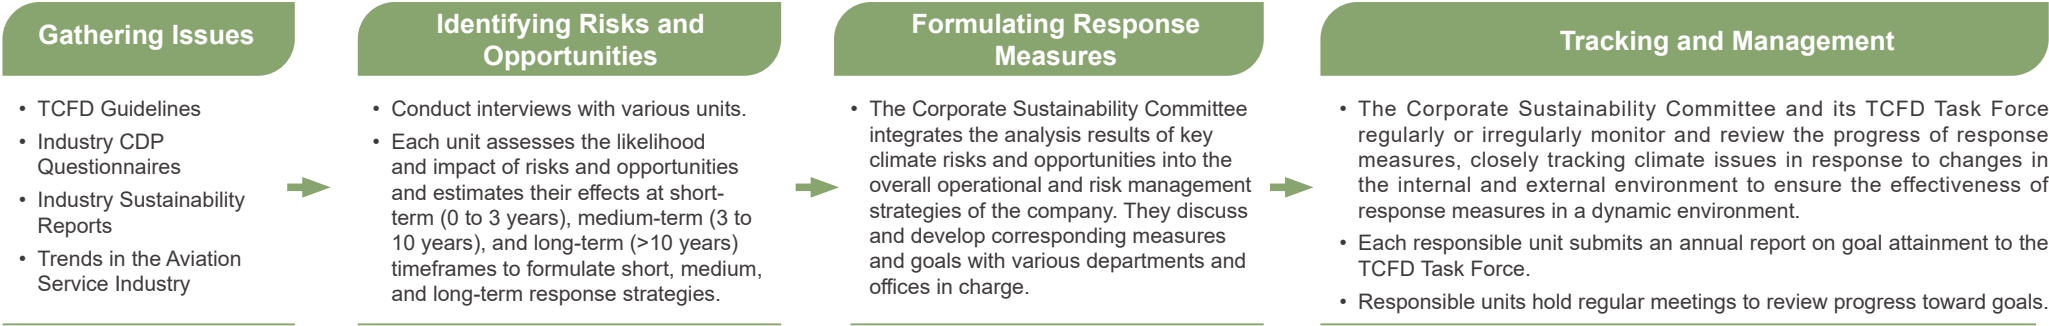 Gathering Issues
• TCFD Guidelines
• Industry CDP
Questionnaires
• Industry Sustainability
Reports
• Trends in the Aviation
Service Industry
Identifying Risks and
Opportunities
• Conduct interviews with various units.
• Each unit assesses the likelihood
and impact of risks and opportunities
and estimates their effects at short-
term (0 to 3 years), medium-term (3 to
10 years), and long-term (>10 years)
timeframes to formulate short, medium,
and long-term response strategies.
Formulating Response
Measures
• The Corporate Sustainability Committee
integrates the analysis results of key
climate risks and opportunities into the
overall operational and risk management
strategies of the company. They discuss
and develop corresponding measures
and goals with various departments and
offices in charge.
Tracking and Management
• The Corporate Sustainability Committee and its TCFD Task Force
regularly or irregularly monitor and review the progress of response
measures, closely tracking climate issues in response to changes in
the internal and external environment to ensure the effectiveness of
response measures in a dynamic environment.
• Each responsible unit submits an annual report on goal attainment to the
TCFD Task Force.
• Responsible units hold regular meetings to review progress toward goals.